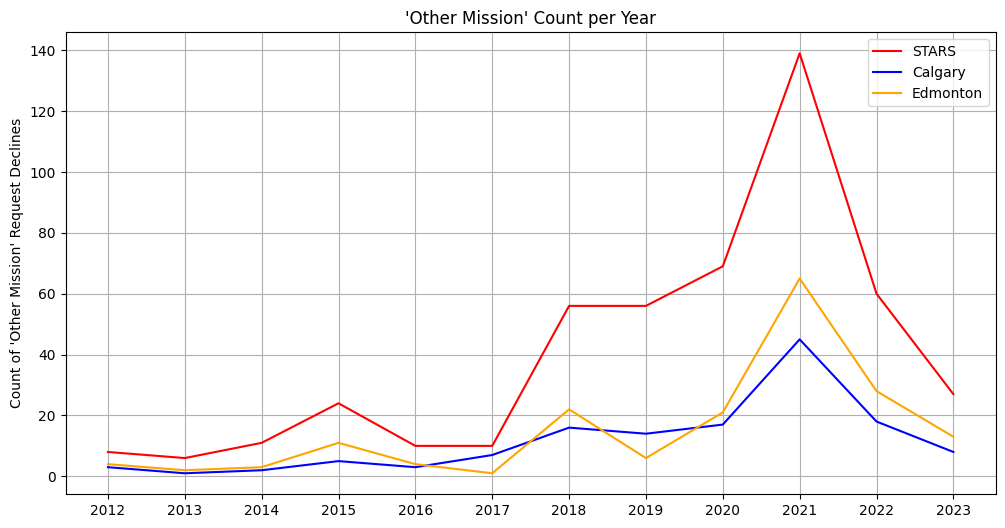 'Other Mission' Count per Year
Count of 'Other Mission' Request Declines
140
120
100
80
60
40
20
0
STARS
Calgary
Edmonton
2012 2013 2014 2015 2016 2017 2018 2019 2020 2021 2022 2023